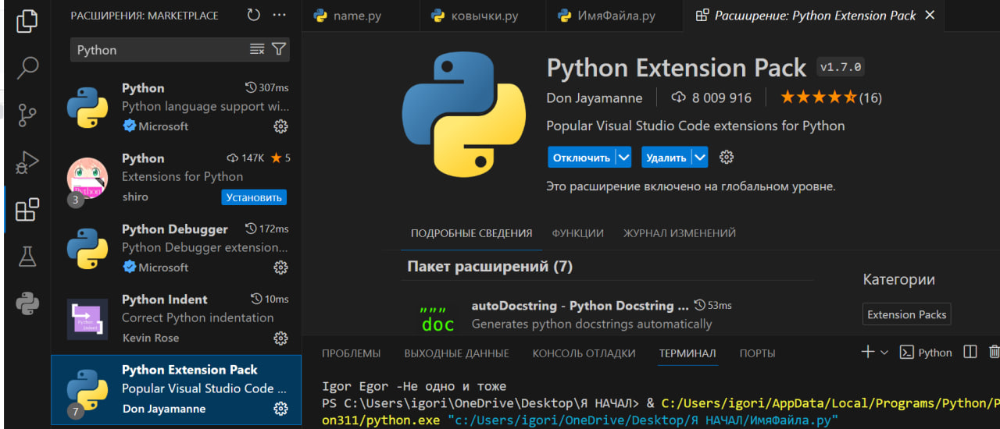 РАСШИРЕНИЯ: MARKETPLACE
Python
Python 307ms
Python language support wi...
Microsoft
Python 147K ★ 5
Extensions for Python
shiro Установить
3
Python Debugger 172ms
Python Debugger extension...
Microsoft
Python Indent 10ms
Correct Python indentation
Kevin Rose
Python Extension Pack
Popular Visual Studio Code ...
Don Jayamanne
7
name.py ковычки.py ИмяФайла.py Расширение: Python Extension Pack
Python Extension Pack v1.7.0
Don Jayamanne 8 009 916 (16)
Popular Visual Studio Code extensions for Python
Отключить Удалить
Это расширение включено на глобальном уровне.
ПОДРОБНЫЕ СВЕДЕНИЯ ФУНКЦИИ ЖУРНАЛ ИЗМЕНЕНИЙ
Пакет расширений (7)
""" doc
autoDocstring - Python Docstring ... 53ms
Generates python docstrings automatically
Категории
Extension Packs
ПРОБЛЕМЫ ВЫХОДНЫЕ ДАННЫЕ КОНСОЛЬ ОТЛАДКИ ТЕРМИНАЛ ПОРТЫ Python
Igor Egor -Не одно и тоже
PS C:\Users\igori\OneDrive\Desktop\Я НАЧАЛ> & C:/Users/igori/AppData/Local/Programs/Python/P
on311/python.exe "c:/Users/igori/OneDrive/Desktop/Я НАЧАЛ/ИмяФайла.py"